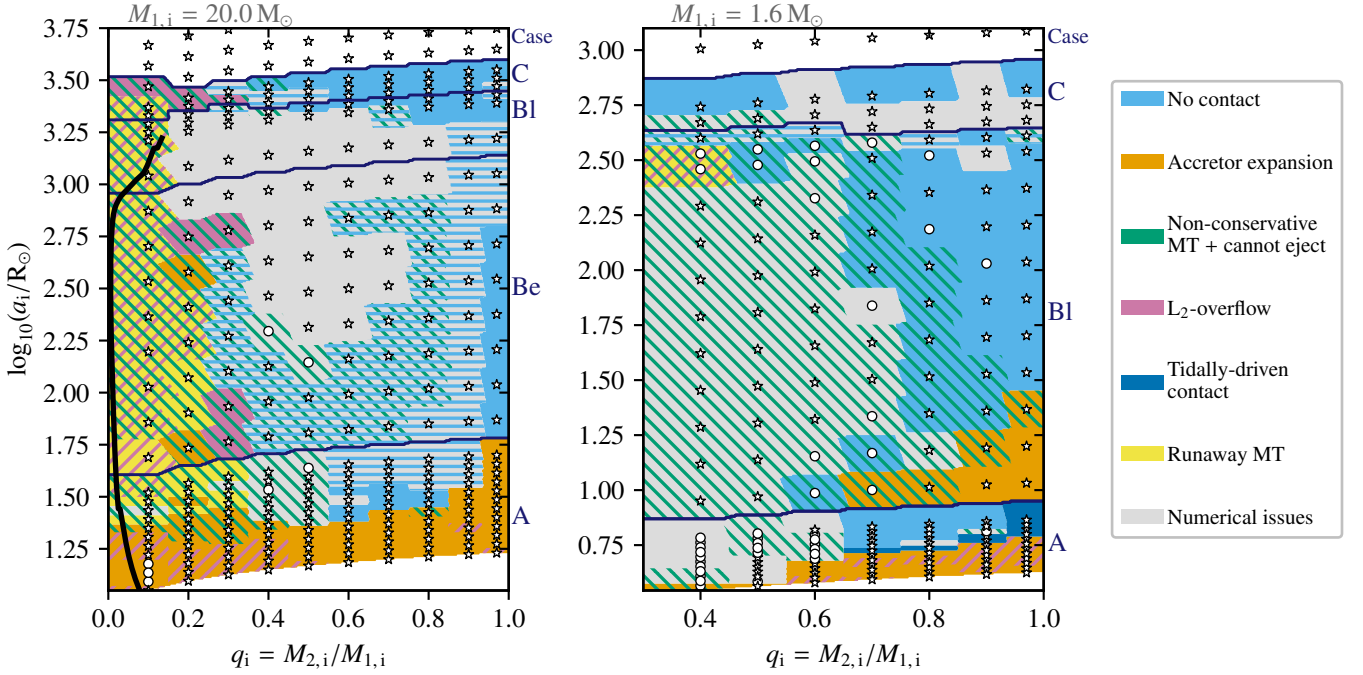 M₁,ᵢ = 20.0 M⊙
3.75
3.50
3.25
3.00
2.75
2.50
2.25
2.00
1.75
1.50
1.25
log₁₀(aᵢ/R⊙)
0.0 0.2 0.4 0.6 0.8 1.0
qᵢ = M₂,ᵢ/M₁,ᵢ
Case
C
Bl
Be
A
M₁,ᵢ = 1.6 M⊙
3.00
2.75
2.50
2.25
2.00
1.75
1.50
1.25
1.00
0.75
0.4 0.6 0.8 1.0
qᵢ = M₂,ᵢ/M₁,ᵢ
Case
C
Bl
A
No contact
Accretor expansion
Non-conservative
MT + cannot eject
L₂-overflow
Tidally-driven
contact
Runaway MT
Numerical issues